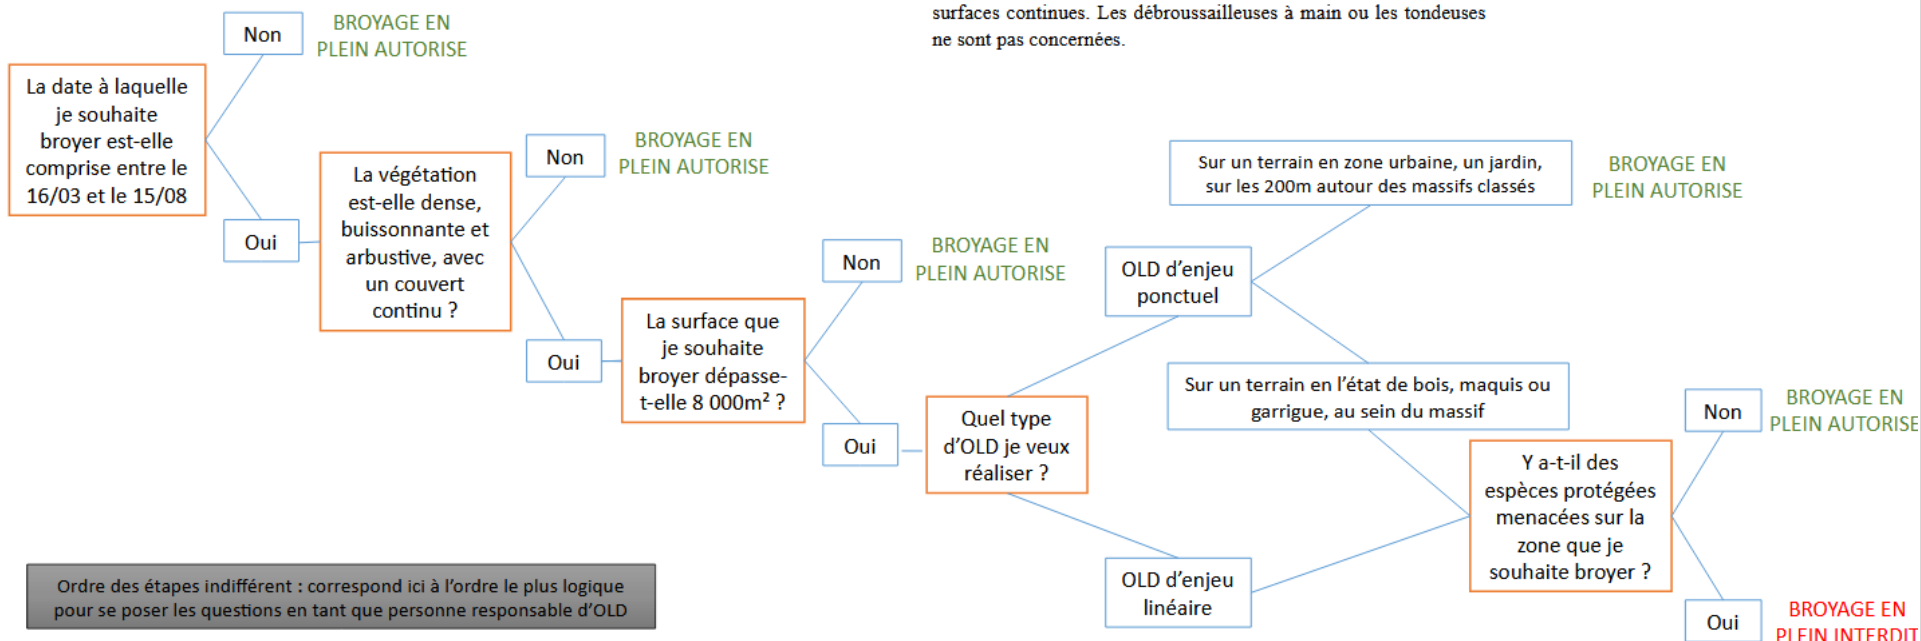 surfaces continues. Les débroussailleuses à main ou les tondeuses
ne sont pas concernées.
Non
BROYAGE EN
PLEIN AUTORISE
La date à laquelle
je souhaite
broyer est-elle
comprise entre le
16/03 et le 15/08
Oui
La végétation
est-elle dense,
buissonnante et
arbustive, avec
un couvert
continu ?
Non
BROYAGE EN
PLEIN AUTORISE
Oui
La surface que
je souhaite
broyer dépasse-
t-elle 8 000m² ?
Non
BROYAGE EN
PLEIN AUTORISE
Oui
Quel type
d'OLD je veux
réaliser ?
OLD d'enjeu
ponctuel
Sur un terrain en zone urbaine, un jardin,
sur les 200m autour des massifs classés
BROYAGE EN
PLEIN AUTORISE
Sur un terrain en l'état de bois, maquis ou
garrigue, au sein du massif
OLD d'enjeu
linéaire
Y a-t-il des
espèces protégées
menacées sur la
zone que je
souhaite broyer ?
Non
BROYAGE EN
PLEIN AUTORISE
Oui
BROYAGE EN
PLEIN INTERDIT
Ordre des étapes indifférent : correspond ici à l'ordre le plus logique
pour se poser les questions en tant que personne responsable d'OLD